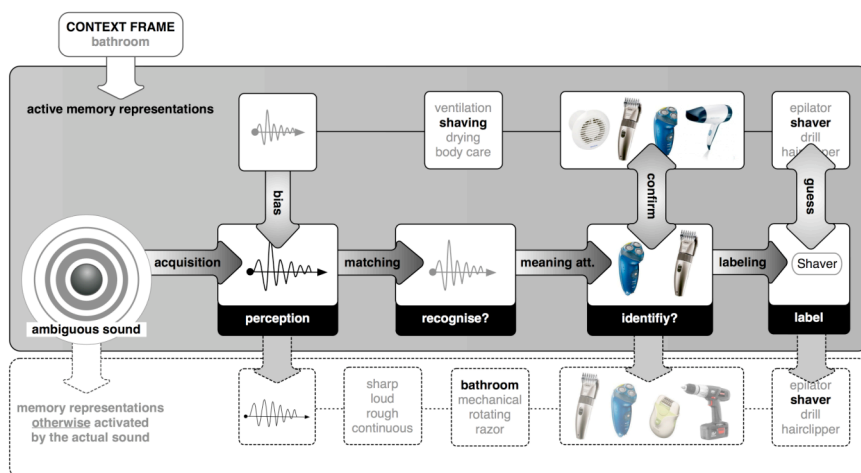 CONTEXT FRAME
bathroom
active memory representations
ventilation
shaving
drying
body care
epilator
shaver
drill
hairclipper
bias
confirm
guess
acquisition
matching
meaning att.
labeling
Shaver
ambiguous sound
perception
recognise?
identifiy?
label
memory representations
otherwise activated
by the actual sound
sharp
loud
rough
continuous
bathroom
mechanical
rotating
razor
epilator
shaver
drill
hairclipper